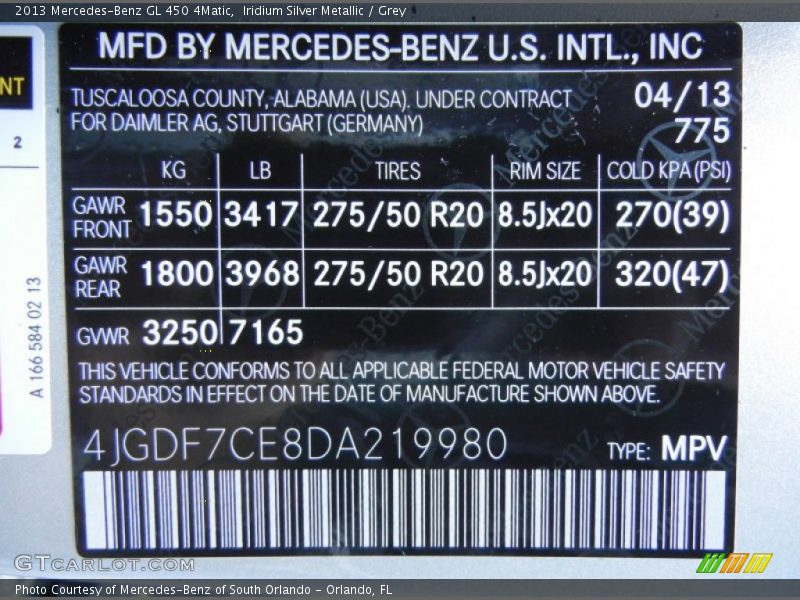 2013 Mercedes-Benz GL 450 4Matic, Iridium Silver Metallic / Grey
NT
2
A 166 584 02 13
MFD BY MERCEDES-BENZ U.S. INTL., INC
TUSCALOOSA COUNTY, ALABAMA (USA). UNDER CONTRACT 04/13
FOR DAIMLER AG, STUTTGART (GERMANY) 775
KG LB TIRES RIM SIZE COLD KPA (PSI)
GAWR FRONT 1550 3417 275/50 R20 8.5Jx20 270(39)
GAWR REAR 1800 3968 275/50 R20 8.5Jx20 320(47)
GVWR 3250 7165
THIS VEHICLE CONFORMS TO ALL APPLICABLE FEDERAL MOTOR VEHICLE SAFETY
STANDARDS IN EFFECT ON THE DATE OF MANUFACTURE SHOWN ABOVE.
4JGDF7CE8DA219980 TYPE: MPV
GTCARLOT.COM
Photo Courtesy of Mercedes-Benz of South Orlando - Orlando, FL